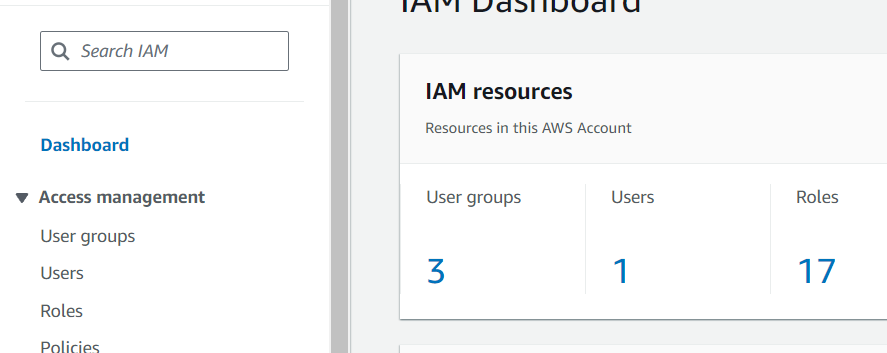 IAM Dashboard
Search IAM
Dashboard
Access management
User groups
Users
Roles
Policies
IAM resources
Resources in this AWS Account
User groups
3
Users
1
Roles
17